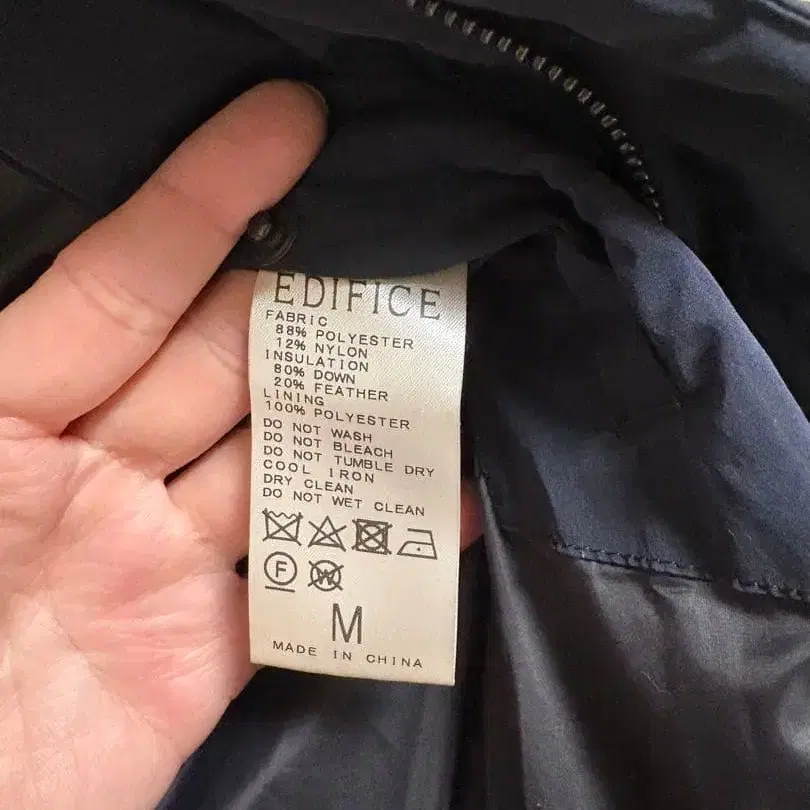 EDIFICE
FABRIC
88% POLYESTER
12% NYLON
INSULATION
80% DOWN
20% FEATHER
LINING
100% POLYESTER
DO NOT WASH
DO NOT BLEACH
DO NOT TUMBLE DRY
COOL IRON
DRY CLEAN
DO NOT WET CLEAN
F W
M
MADE IN CHINA